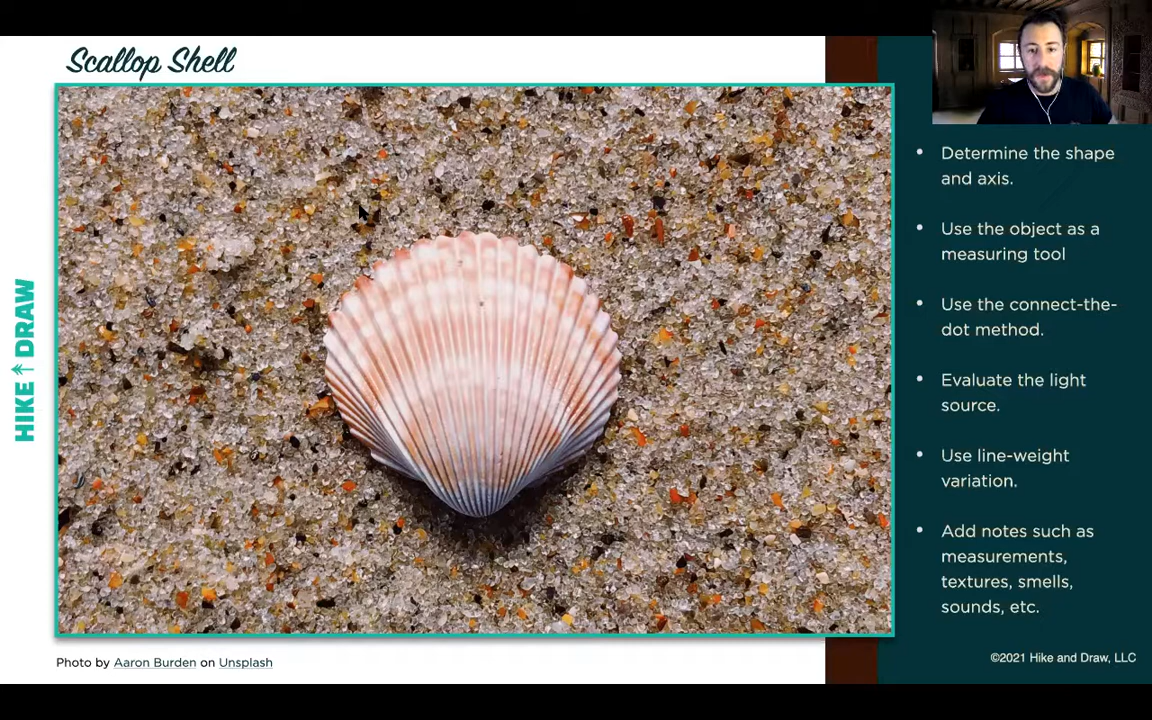 Scallop Shell
HIKE DRAW
• Determine the shape
and axis.
• Use the object as a
measuring tool
• Use the connect-the-
dot method.
• Evaluate the light
source.
• Use line-weight
variation.
• Add notes such as
measurements,
textures, smells,
sounds, etc.
Photo by Aaron Burden on Unsplash
©2021 Hike and Draw, LLC